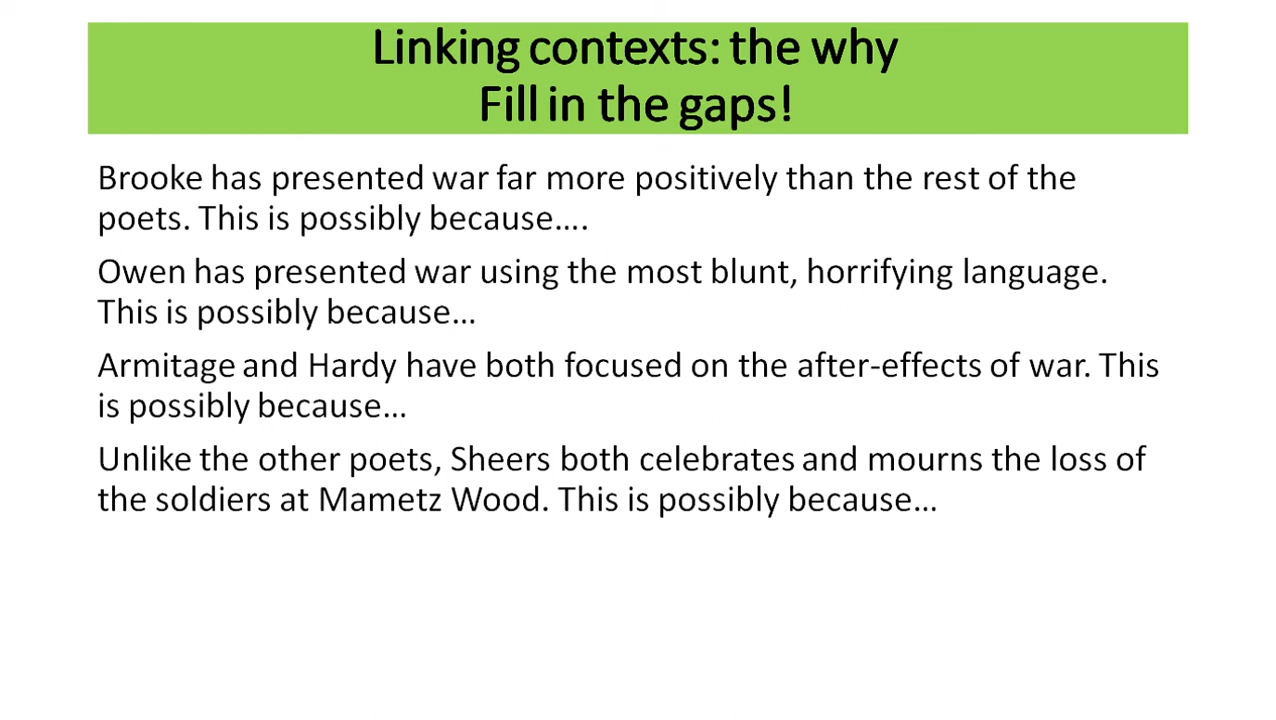 Linking contexts: the why
Fill in the gaps!
Brooke has presented war far more positively than the rest of the
poets. This is possibly because….
Owen has presented war using the most blunt, horrifying language.
This is possibly because…
Armitage and Hardy have both focused on the after-effects of war. This
is possibly because…
Unlike the other poets, Sheers both celebrates and mourns the loss of
the soldiers at Mametz Wood. This is possibly because…